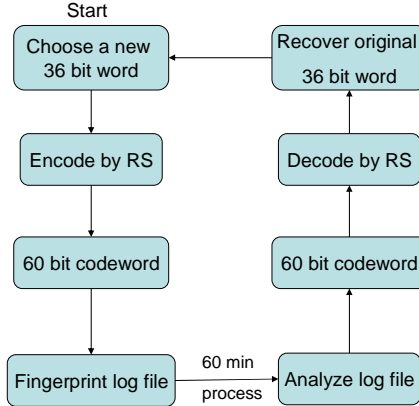 Start
Choose a new
36 bit word
Recover original
36 bit word
Encode by RS
Decode by RS
60 bit codeword
60 bit codeword
Fingerprint log file
60 min
process
Analyze log file